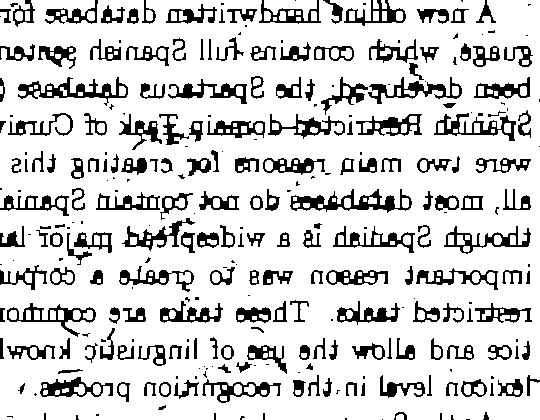 A new offline handwritten database for
guage, which contains full Spanish senten
been developed: the Spartacus database (
Spanish Restricted-domain Task of Cursiv
were two main reasons for creating this
all, most databases do not contain Spanis
though Spanish is a widespread major la
important reason was to create a corpus
restricted tasks. These tasks are common
tice and allow the use of linguistic knowl
lexicon level in the recognition process.